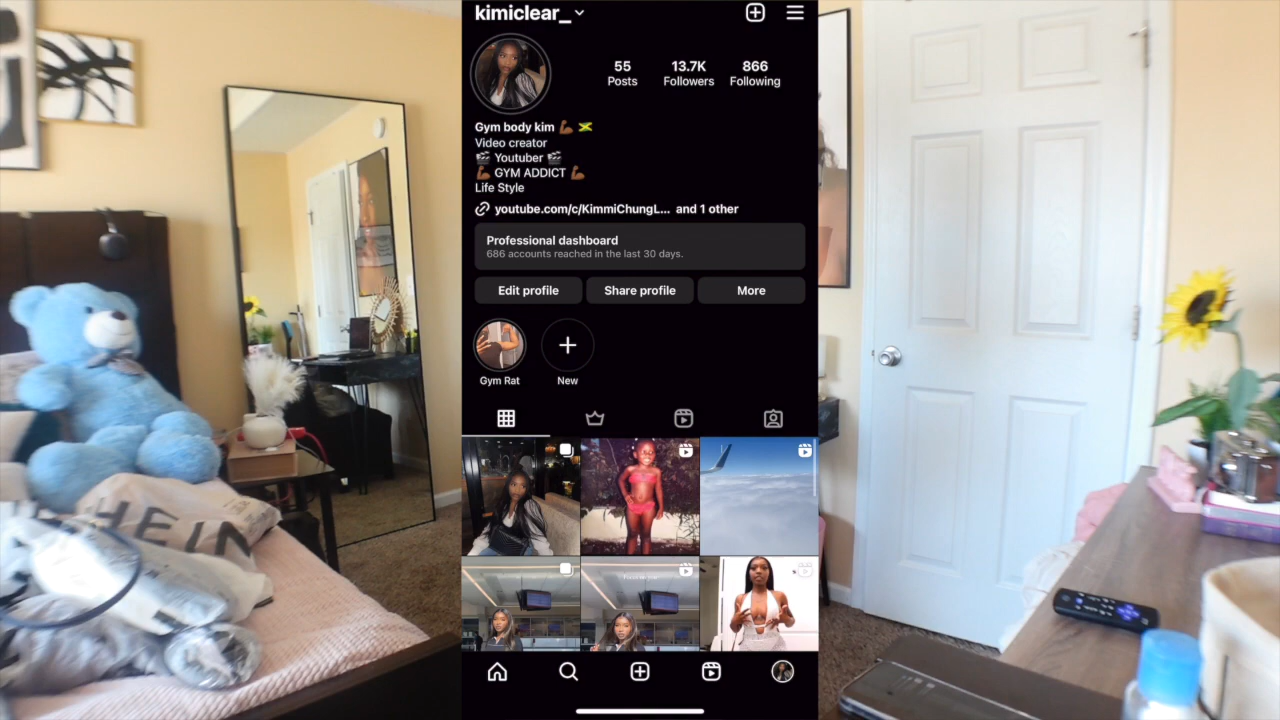 kimiclear_
55
Posts
13.7K
Followers
866
Following
Gym body kim 💪🏾 🇯🇲
Video creator
🎬 Youtuber 🎬
💪🏾 GYM ADDICT 💪🏾
Life Style
youtube.com/c/KimmiChungL... and 1 other
Professional dashboard
686 accounts reached in the last 30 days.
Edit profile
Share profile
More
Gym Rat
New
HEIN